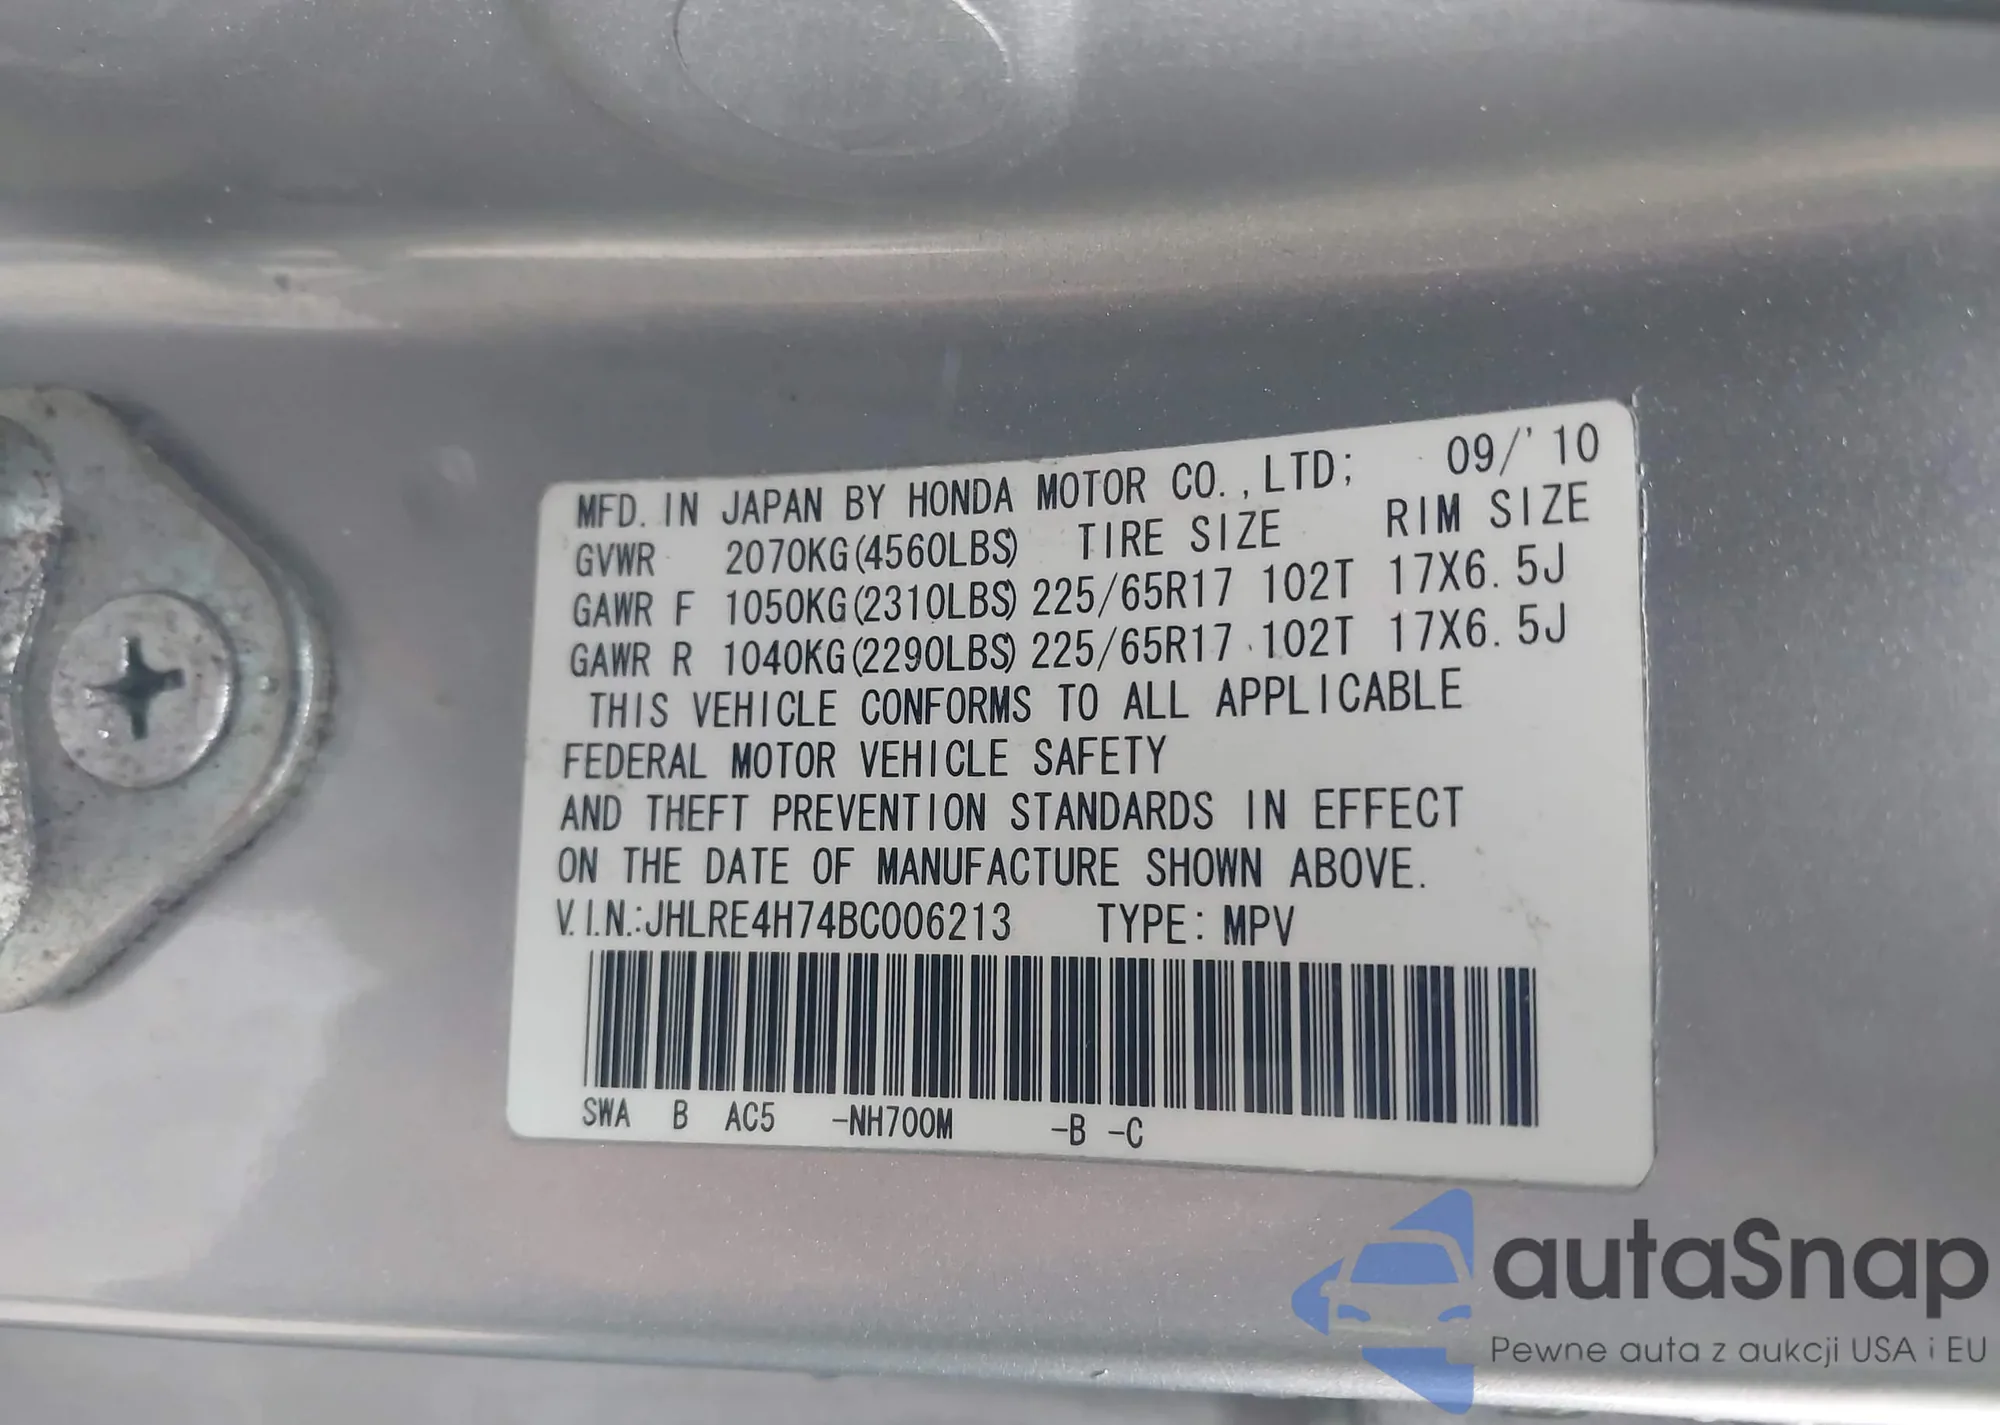 MFD. IN JAPAN BY HONDA MOTOR CO., LTD; 09/'10
GVWR 2070KG(4560LBS) TIRE SIZE RIM SIZE
GAWR F 1050KG(2310LBS) 225/65R17 102T 17X6.5J
GAWR R 1040KG(2290LBS) 225/65R17 102T 17X6.5J
THIS VEHICLE CONFORMS TO ALL APPLICABLE
FEDERAL MOTOR VEHICLE SAFETY
AND THEFT PREVENTION STANDARDS IN EFFECT
ON THE DATE OF MANUFACTURE SHOWN ABOVE.
V.I.N.:JHLRE4H74BC006213 TYPE: MPV
SWA B AC5 -NH700M -B -C
autaSnap
Pewne auta z aukcji USA i EU